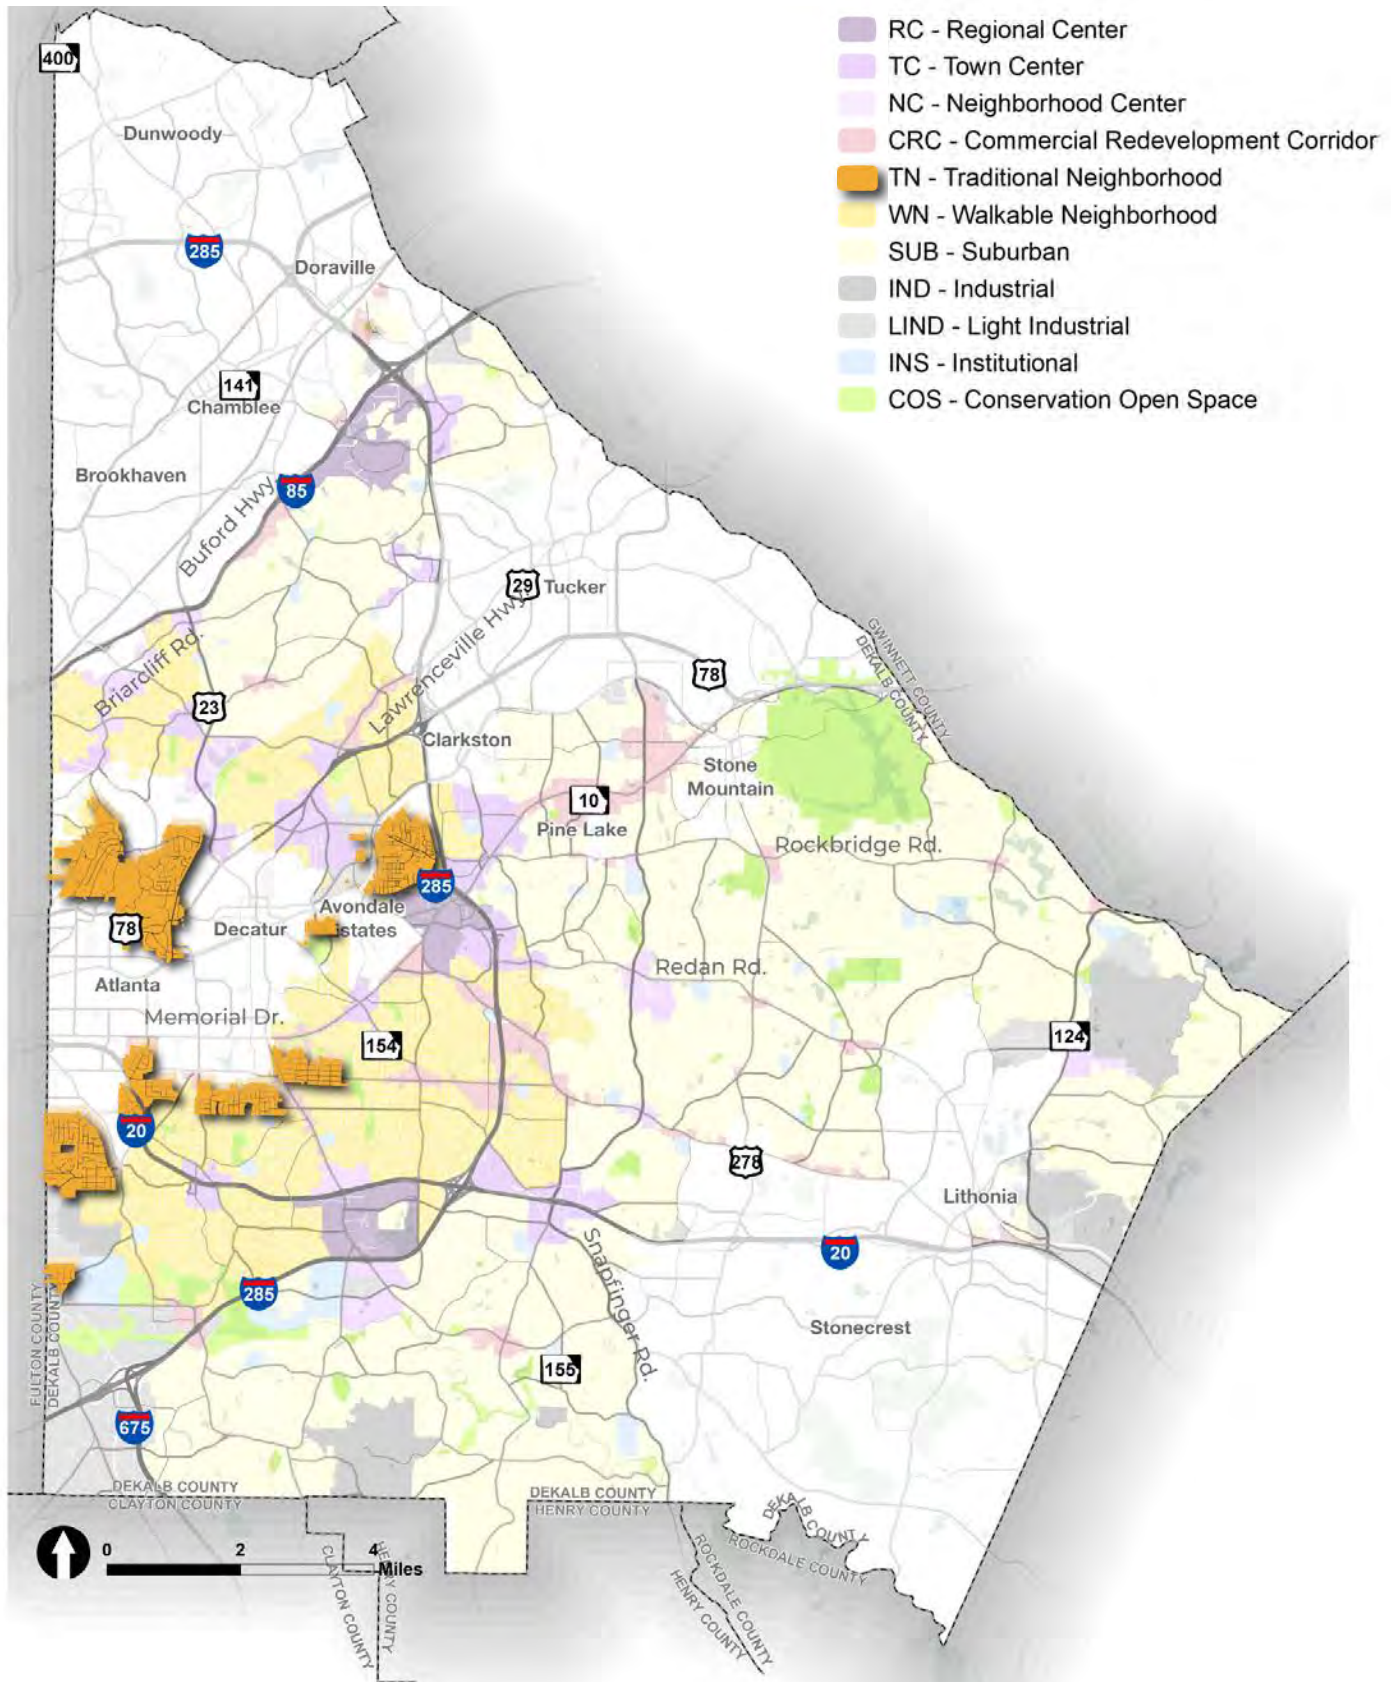 RC - Regional Center
TC - Town Center
NC - Neighborhood Center
CRC - Commercial Redevelopment Corridor
TN - Traditional Neighborhood
WN - Walkable Neighborhood
SUB - Suburban
IND - Industrial
LIND - Light Industrial
INS - Institutional
COS - Conservation Open Space
400
Dunwoody
285
Doraville
141
Chamblee
Brookhaven
85
Buford Hwy.
29
Tucker
Lawrenceville Hwy.
GWINNETT COUNTY
DEKALB COUNTY
Briarcliff Rd.
78
23
Clarkston
Stone
Mountain
10
Pine Lake
Rockbridge Rd.
285
Avondale
Estates
78
Decatur
Redan Rd.
Atlanta
Memorial Dr.
154
124
20
278
Lithonia
Snapfinger Rd.
20
285
Stonecrest
FULTON COUNTY
DEKALB COUNTY
155
675
DEKALB COUNTY
CLAYTON COUNTY
DEKALB COUNTY
HENRY COUNTY
DEKALB COUNTY
ROCKDALE COUNTY
0 2 4
Miles
CLAYTON COUNTY
HENRY COUNTY
ROCKDALE COUNTY
HENRY COUNTY